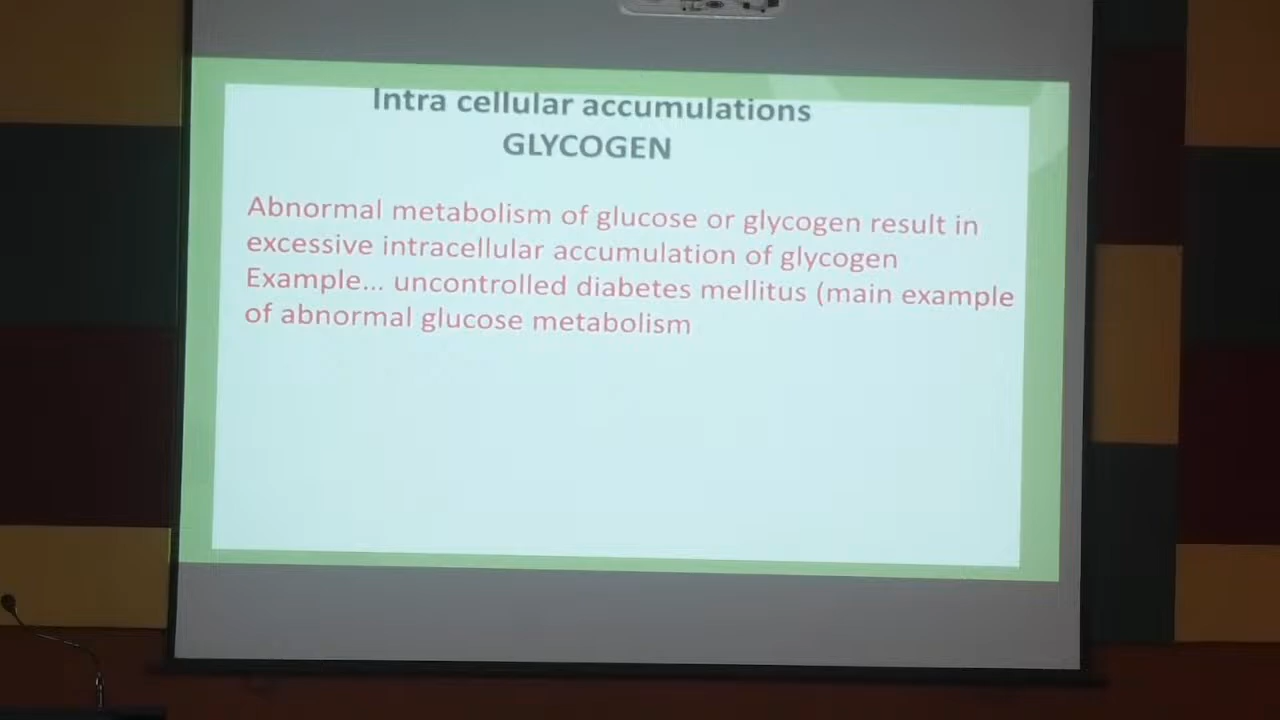 Intra cellular accumulations
GLYCOGEN
Abnormal metabolism of glucose or glycogen result in
excessive intracellular accumulation of glycogen
Example... uncontrolled diabetes mellitus (main example
of abnormal glucose metabolism